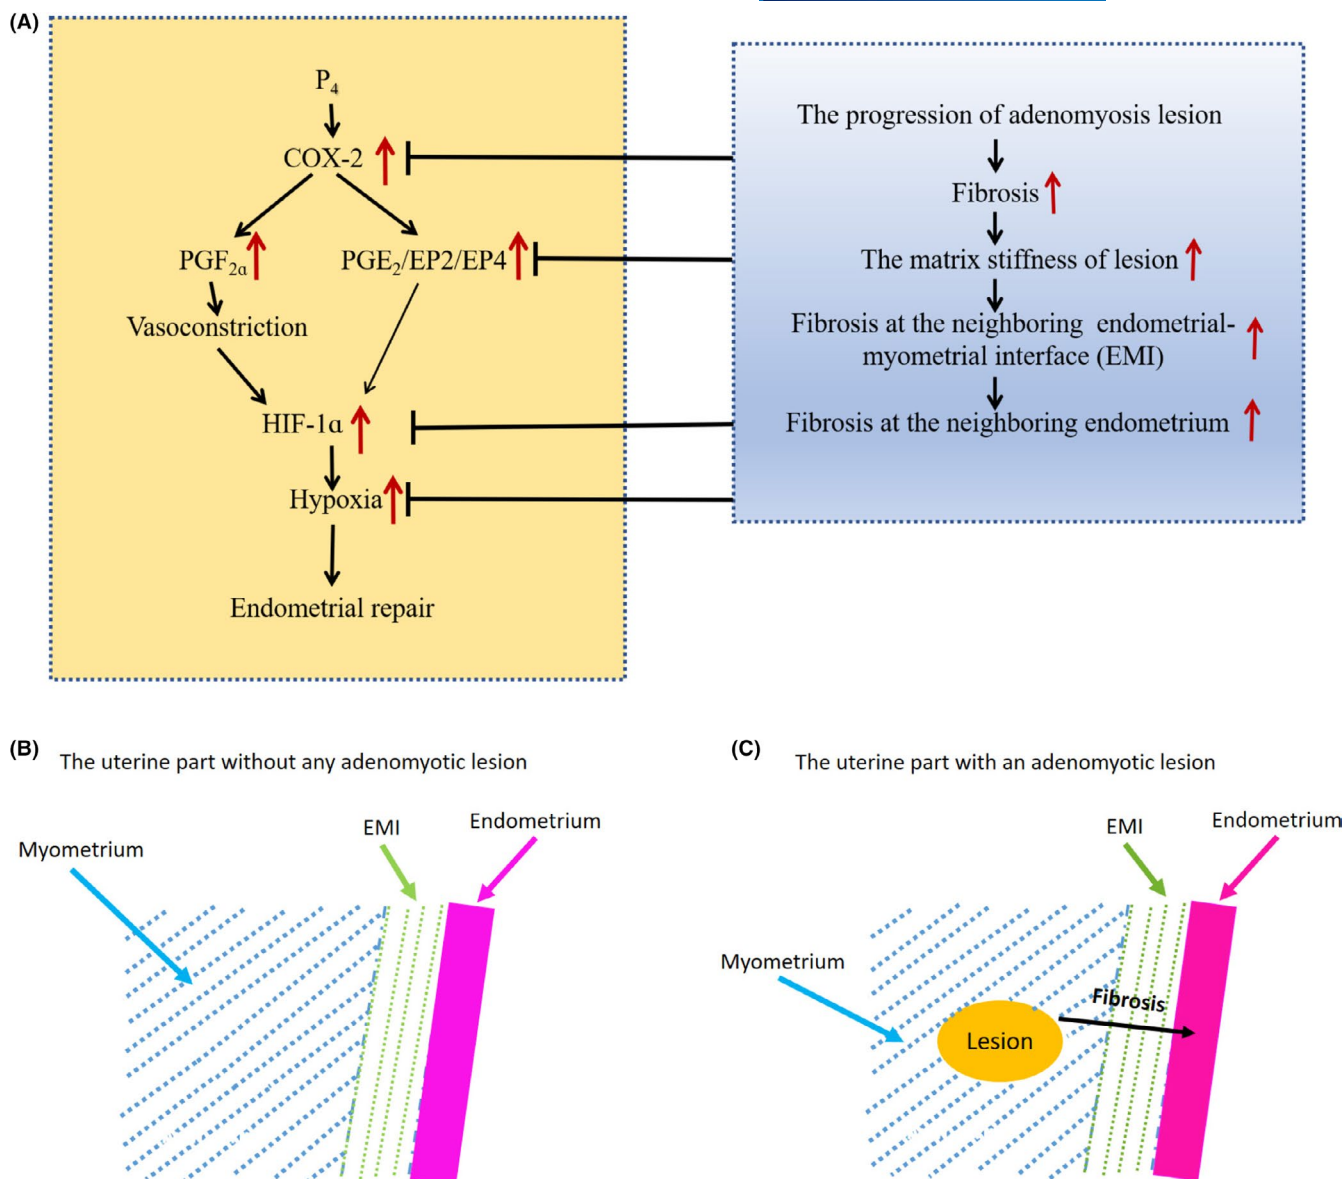 (A)
P₄
COX-2
PGF₂ɑ
PGE₂/EP2/EP4
Vasoconstriction
HIF-1ɑ
Hypoxia
Endometrial repair
The progression of adenomyosis lesion
Fibrosis
The matrix stiffness of lesion
Fibrosis at the neighboring endometrial-
myometrial interface (EMI)
Fibrosis at the neighboring endometrium
(B)
The uterine part without any adenomyotic lesion
Myometrium
EMI
Endometrium
(C)
The uterine part with an adenomyotic lesion
EMI
Endometrium
Myometrium
Fibrosis
Lesion